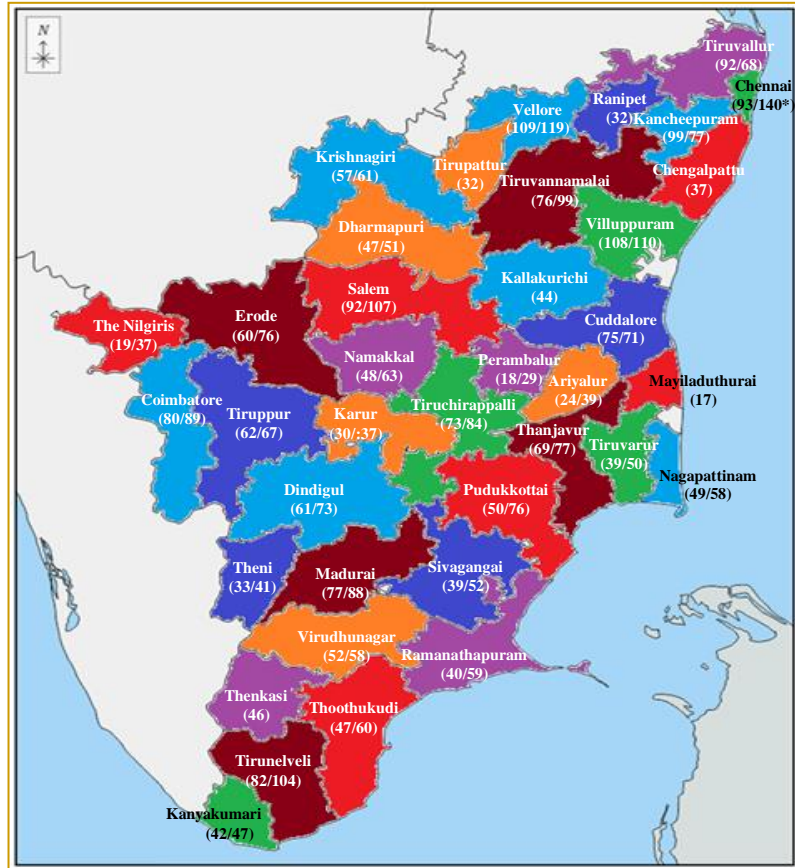 N
Tiruvallur
(92/68)
Chennai
(93/140*)
Vellore
(109/119)
Ranipet
(32)
Kancheepuram
(99/77)
Krishnagiri
(57/61)
Tirupattur
(32)
Tiruvannamalai
(76/99)
Chengalpattu
(37)
Dharmapuri
(47/51)
Villuppuram
(108/110)
Salem
(92/107)
Kallakurichi
(44)
Erode
(60/76)
The Nilgiris
(19/37)
Cuddalore
(75/71)
Namakkal
(48/63)
Perambalur
(18/29)
Ariyalur
(24/39)
Mayiladuthurai
(17)
Coimbatore
(80/89)
Tiruppur
(62/67)
Karur
(30/:37)
Tiruchirappalli
(73/84)
Thanjavur
(69/77)
Tiruvarur
(39/50)
Nagapattinam
(49/58)
Dindigul
(61/73)
Pudukkottai
(50/76)
Theni
(33/41)
Madurai
(77/88)
Sivagangai
(39/52)
Virudhunagar
(52/58)
Ramanathapuram
(40/59)
Thenkasi
(46)
Thoothukudi
(47/60)
Tirunelveli
(82/104)
Kanyakumari
(42/47)